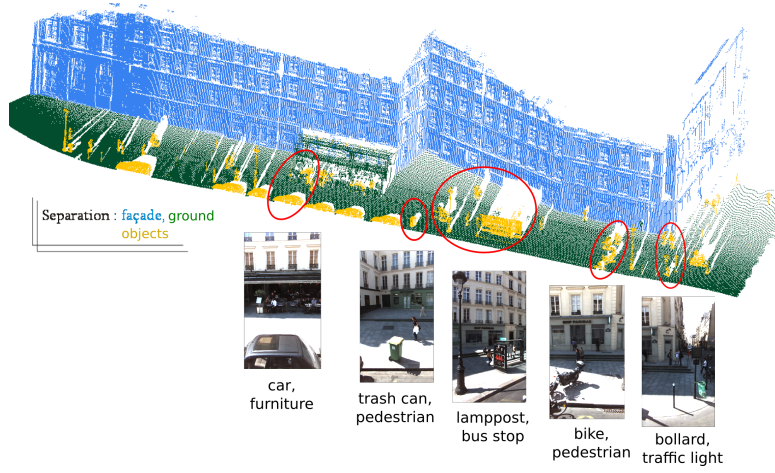 Separation : façade, ground
objects
car,
furniture
trash can,
pedestrian
lamppost,
bus stop
bike,
pedestrian
bollard,
traffic light